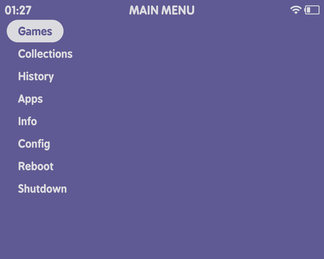 01:27 MAIN MENU
Games
Collections
History
Apps
Info
Config
Reboot
Shutdown